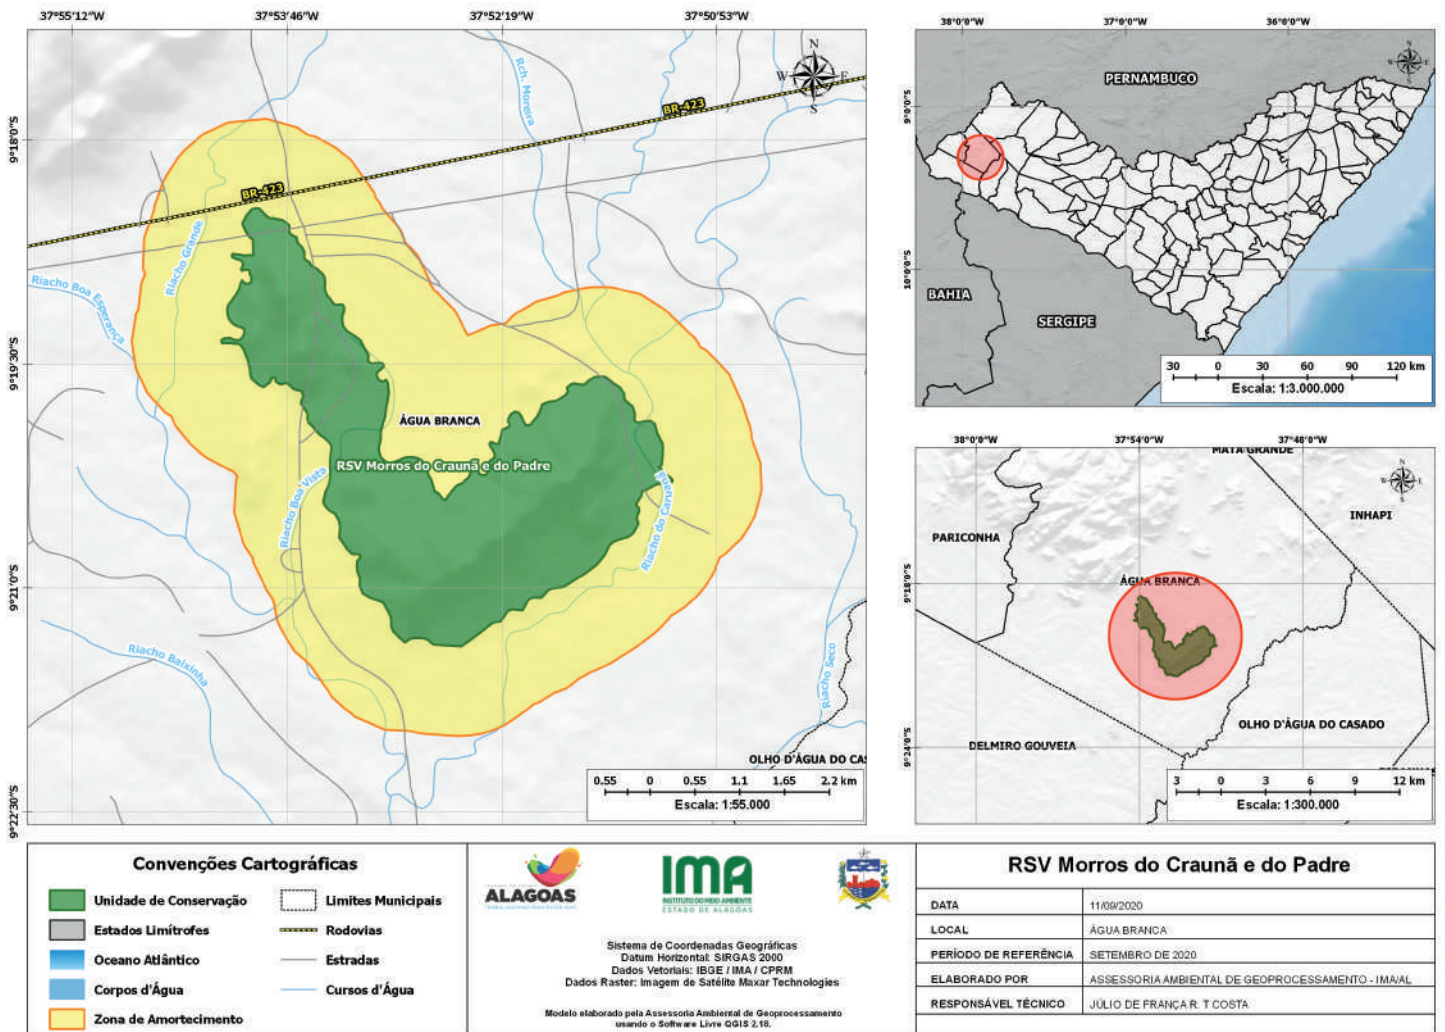 37°55'12"W
37°53'46"W
37°52'19"W
37°50'53"W
9°18'0"S
9°19'30"S
9°21'0"S
9°22'30"S
N
W
E
S
BR-423
BR-423
Rch. Moreira
Riacho Grande
Riacho Boa Esperança
ÁGUA BRANCA
RSV Morros do Craunã e do Padre
Riacho Boa Vista
Riacho do Caruanã
Riacho Baixinha
Riacho Seco
OLHO D'ÁGUA DO CAS
0.55 0 0.55 1.1 1.65 2.2 km
Escala: 1:55.000
38°0'0"W
37°0'0"W
36°0'0"W
9°0'0"S
10°0'0"S
N
W
E
S
PERNAMBUCO
BAHIA
SERGIPE
30 0 30 60 90 120 km
Escala: 1:3.000.000
38°0'0"W
37°54'0"W
37°48'0"W
9°18'0"S
9°24'0"S
N
W
E
S
MATA GRANDE
INHAPI
PARICONHA
ÁGUA BRANCA
OLHO D'ÁGUA DO CASADO
DELMIRO GOUVEIA
3 0 3 6 9 12 km
Escala: 1:300.000
Convenções Cartográficas
Unidade de Conservação
Estados Limítrofes
Oceano Atlântico
Corpos d'Água
Zona de Amortecimento
Limites Municipais
Rodovias
Estradas
Cursos d'Água
ALAGOAS
IMA
INSTITUTO DO MEIO AMBIENTE
ESTADO DE ALAGOAS
Sistema de Coordenadas Geográficas
Datum Horizontal: SIRGAS 2000
Dados Vetoriais: IBGE / IMA / CPRM
Dados Raster: Imagem de Satélite Maxar Technologies
Modelo elaborado pela Assessoria Ambiental de Geoprocessamento
usando o Software Livre QGIS 2.18.
RSV Morros do Craunã e do Padre
DATA 11/09/2020
LOCAL ÁGUA BRANCA
PERÍODO DE REFERÊNCIA SETEMBRO DE 2020
ELABORADO POR ASSESSORIA AMBIENTAL DE GEOPROCESSAMENTO - IMA/AL
RESPONSÁVEL TÉCNICO JÚLIO DE FRANÇA R. T COSTA